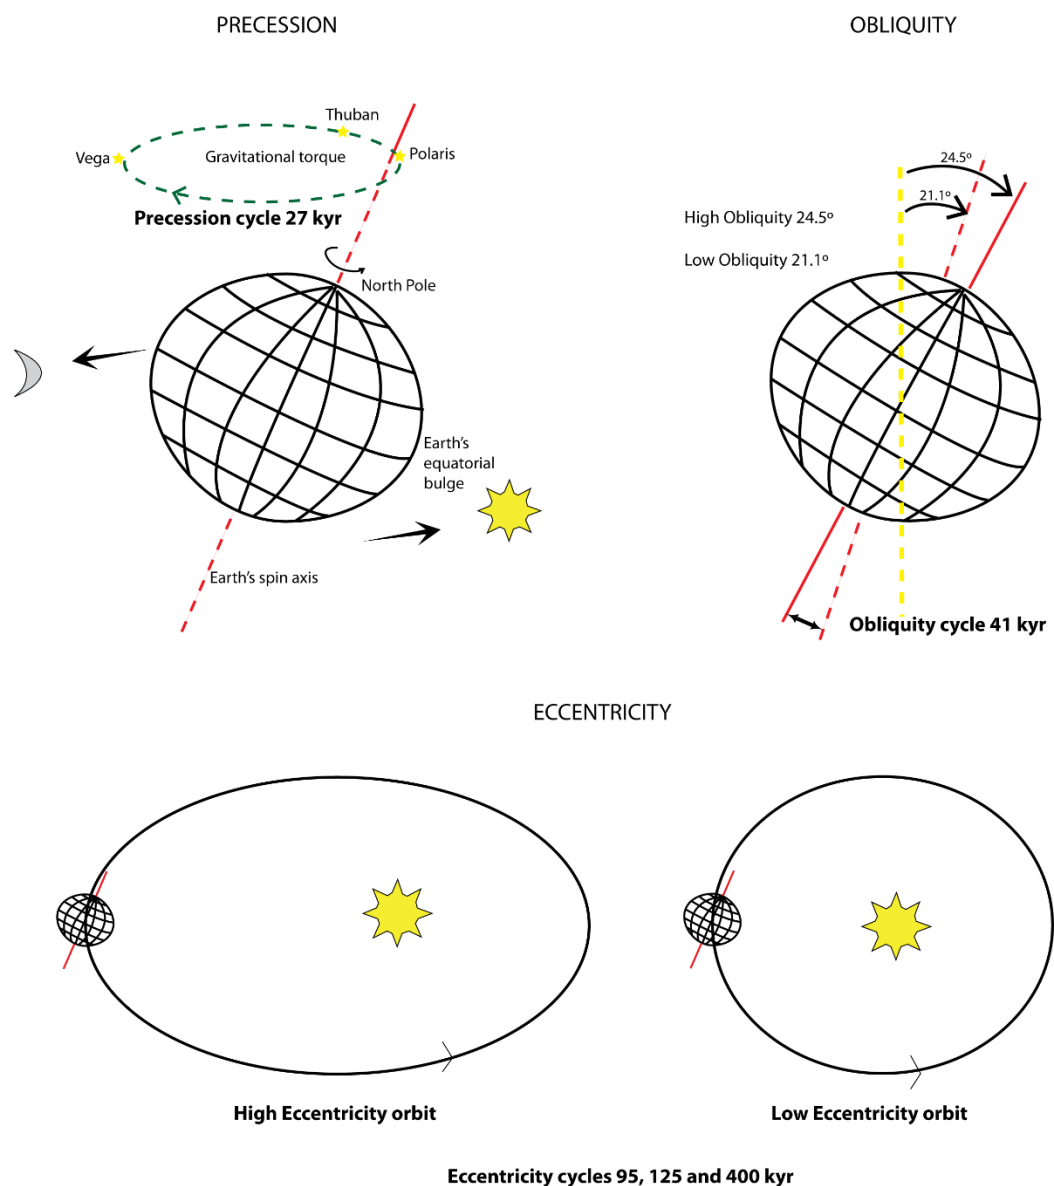 PRECESSION
OBLIQUITY
Thuban
Vega
Gravitational torque
Polaris
Precession cycle 27 kyr
North Pole
Earth's
equatorial
bulge
Earth's spin axis
24.5º
21.1º
High Obliquity 24.5º
Low Obliquity 21.1º
Obliquity cycle 41 kyr
ECCENTRICITY
High Eccentricity orbit
Low Eccentricity orbit
Eccentricity cycles 95, 125 and 400 kyr